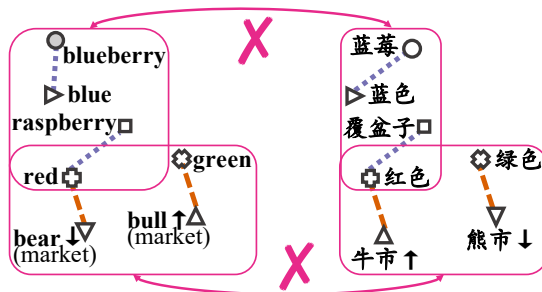 blueberry
blue
raspberry
red
green
bear ↓
(market)
bull ↑
(market)
蓝莓
蓝色
覆盆子
红色
绿色
牛市 ↑
熊市 ↓